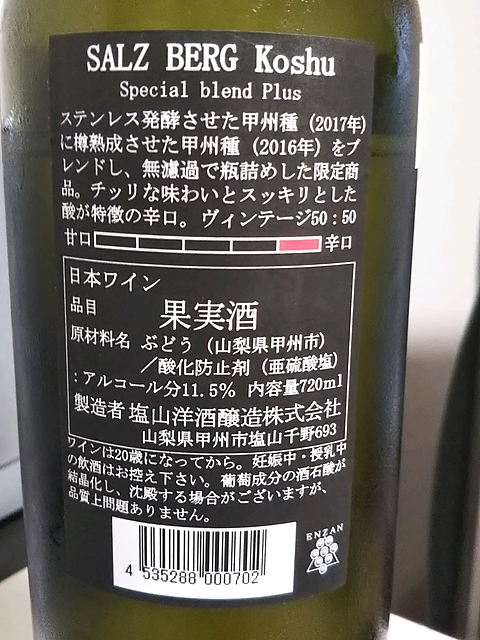 SALZ BERG Koshu
Special blend Plus
ステンレス発酵させた甲州種（2017年）
に樽熟成させた甲州種（2016年）をブ
レンドし、無濾過で瓶詰めした限定商
品。チッリな味わいとスッキリとした
酸が特徴の辛口。ヴィンテージ50：50
甘口 辛口
日本ワイン
品目 果実酒
原材料名 ぶどう（山梨県甲州市）
／酸化防止剤（亜硫酸塩）
：アルコール分11.5% 内容量720ml
製造者 塩山洋酒醸造株式会社
山梨県甲州市塩山千野693
ワインは20歳になってから。妊娠中・授乳中
の飲酒はお控え下さい。葡萄成分の酒石酸が
結晶化し、沈殿する場合がございますが、
品質上問題ありません。
ENZAN
4 535288 000702